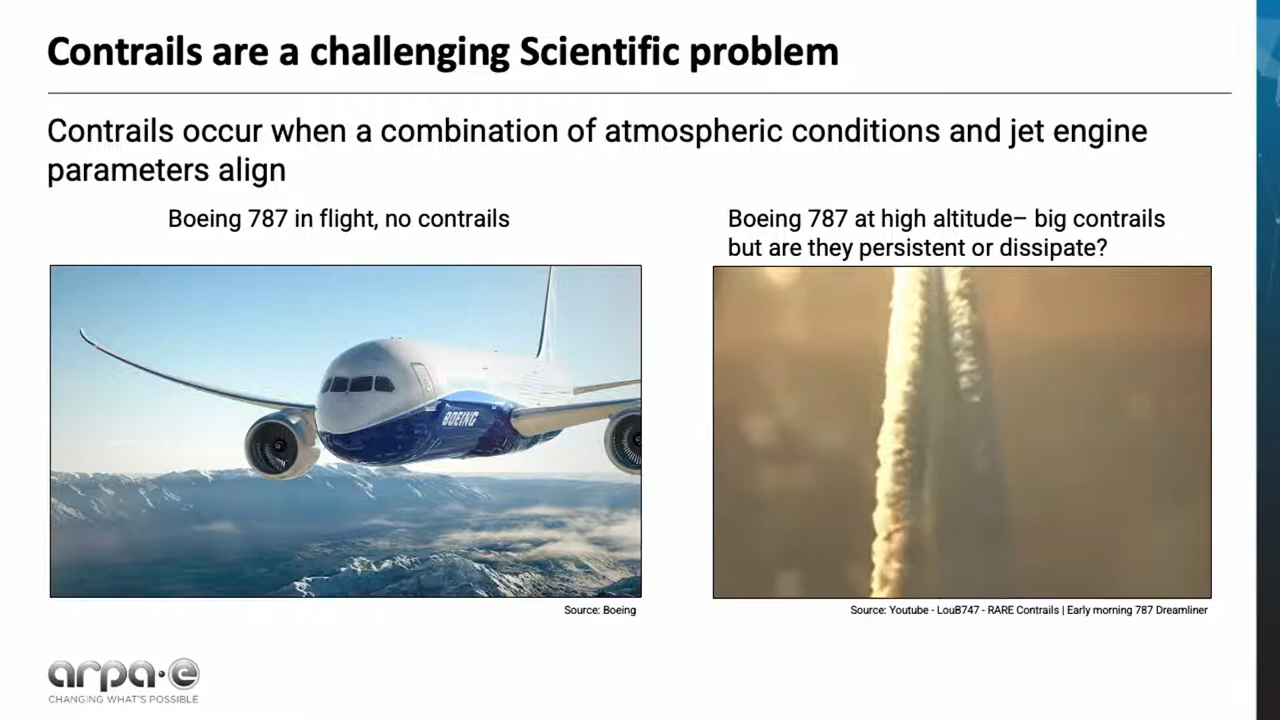 Contrails are a challenging Scientific problem
Contrails occur when a combination of atmospheric conditions and jet engine
parameters align
Boeing 787 in flight, no contrails
Boeing 787 at high altitude– big contrails
but are they persistent or dissipate?
BOEING
Source: Boeing
Source: Youtube - LouB747 - RARE Contrails | Early morning 787 Dreamliner
arpa·e
CHANGING WHAT'S POSSIBLE